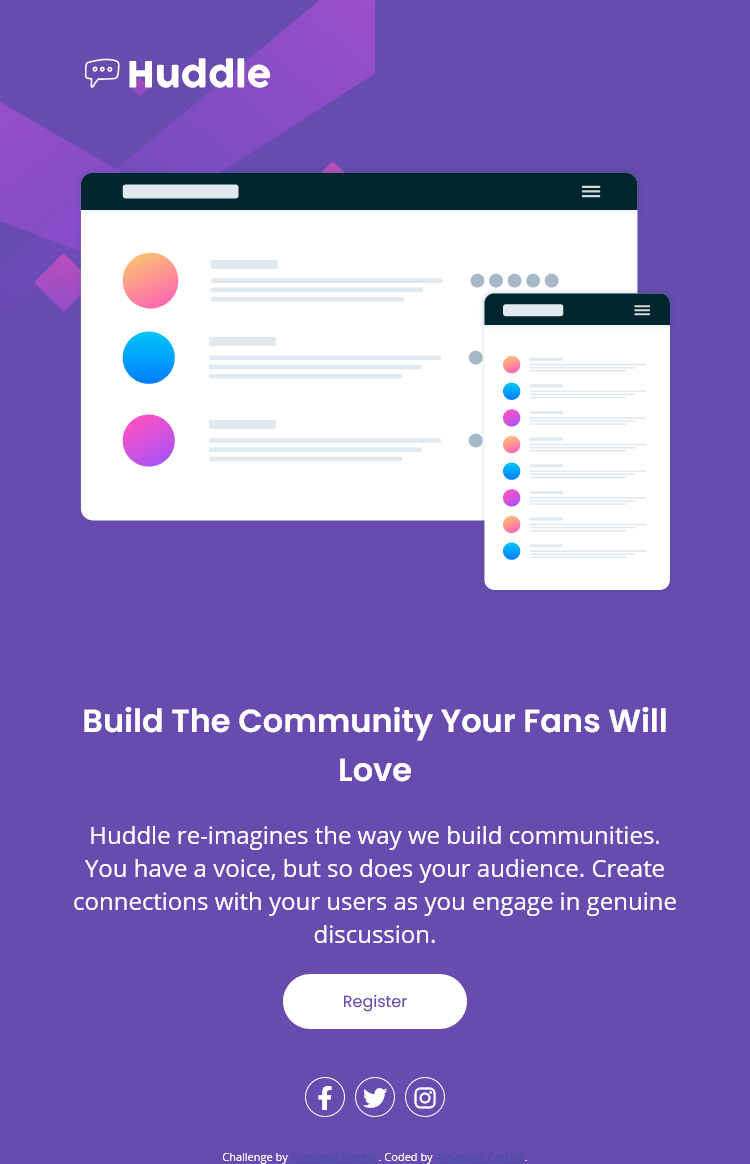 Huddle
Build The Community Your Fans Will
Love
Huddle re-imagines the way we build communities.
You have a voice, but so does your audience. Create
connections with your users as you engage in genuine
discussion.
Register
Challenge by Frontend Mentor. Coded by Alejandro Carrillo.